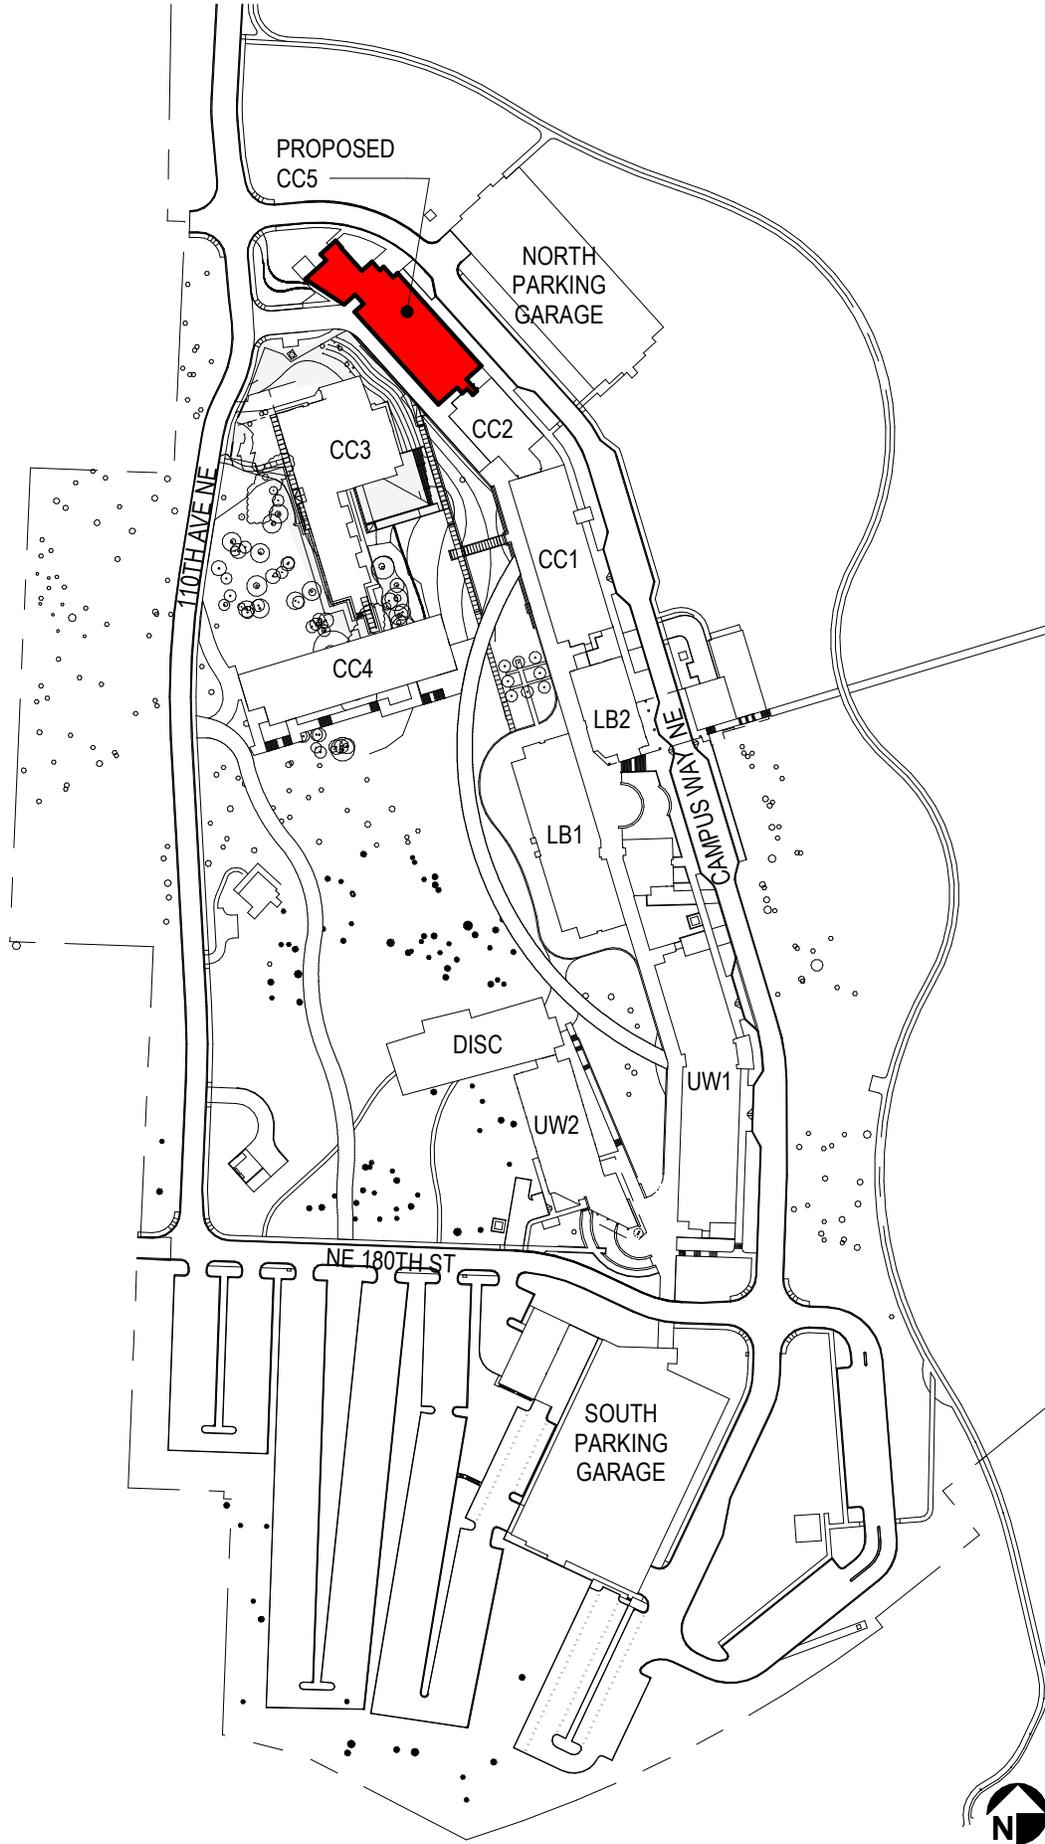 PROPOSED
CC5
NORTH
PARKING
GARAGE
CC2
CC3
110TH AVE NE
CC1
CC4
LB2
CAMPUS WAY NE
LB1
DISC
UW1
UW2
NE 180TH ST
SOUTH
PARKING
GARAGE
N